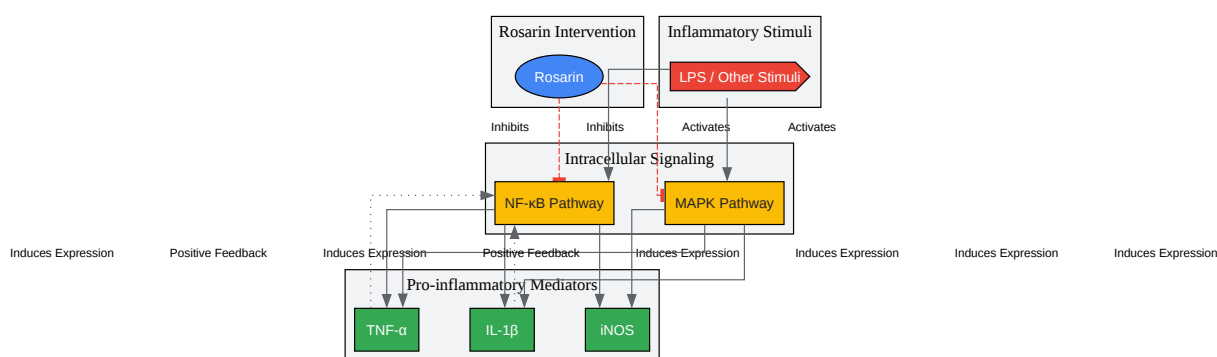 Rosarin Intervention
Inflammatory Stimuli
Rosarin
LPS / Other Stimuli
Inhibits
Inhibits
Activates
Activates
Intracellular Signaling
NF-κB Pathway
MAPK Pathway
Induces Expression
Positive Feedback
Induces Expression
Positive Feedback
Induces Expression
Induces Expression
Induces Expression
Induces Expression
Pro-inflammatory Mediators
TNF-α
IL-1β
iNOS